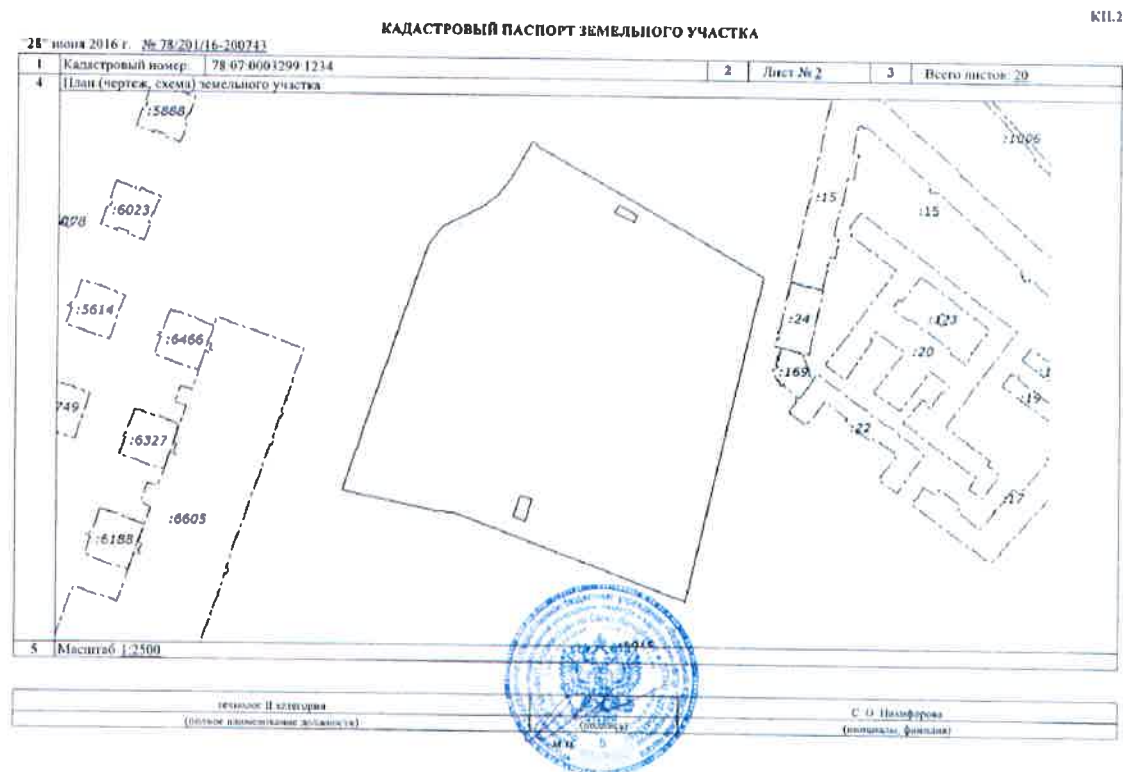 КП.2
КАДАСТРОВЫЙ ПАСПОРТ ЗЕМЕЛЬНОГО УЧАСТКА
"28" июня 2016 г. № 78/201/16-200743
1 Кадастровый номер: 78:07:0003299:1234 2 Лист № 2 3 Всего листов: 20
4 План (чертеж, схема) земельного участка
:5888
:1006
:6023
:15
:15
:5614
:24
:123
:6466
:20
:169
:19
749
:6327
:22
:17
:6605
:6188
5 Масштаб 1:2500
технолог II категории
С. О. Никифорова
(полное наименование должности)
(подпись)
(инициалы, фамилия)
М.П.